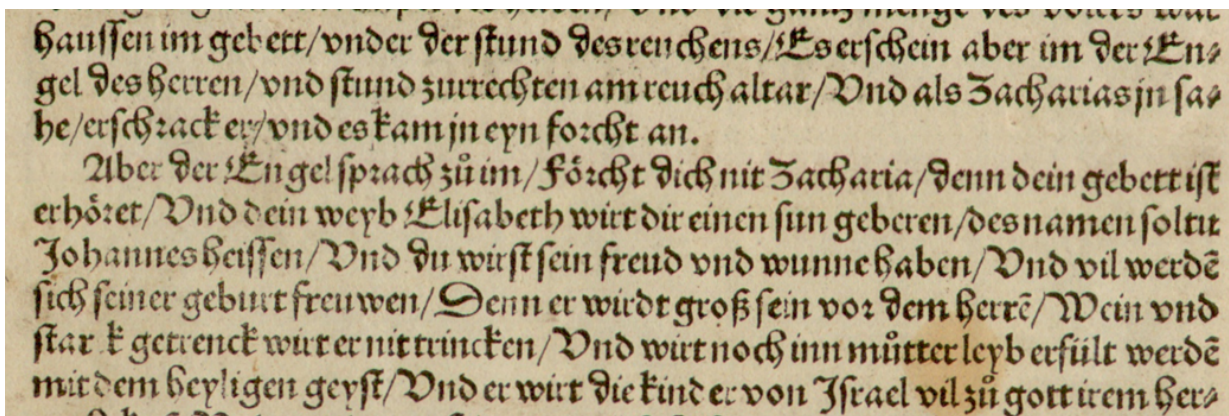 haussen im gebett/vnder der stund des reuchens/Es erschein aber im der En⸗
gel des herren/vnd stund zur rechten am reuch altar/Vnd als Zacharias jn sa⸗
he/erschrack er/vnd es kam jn eyn forcht an.
Aber der Engel sprach zů im/Förcht dich nit Zacharia/denn dein gebett ist
erhöret/Vnd dein weyb Elisabeth wirt dir einen sun geberen/des namen soltu
Johannes heissen/Vnd du wirst sein freud vnd wunne haben/Vnd vil werdē
sich seiner geburt freuwen/Denn er wirdt groß sein vor dem herrē/Wein vnd
starck getrenck wirt er nit trincken/Vnd wirt noch inn můtter leyb erfült werdē
mit dem heyligen geyst/Vnd er wirt die kinder von Israel vil zů gott irem her⸗